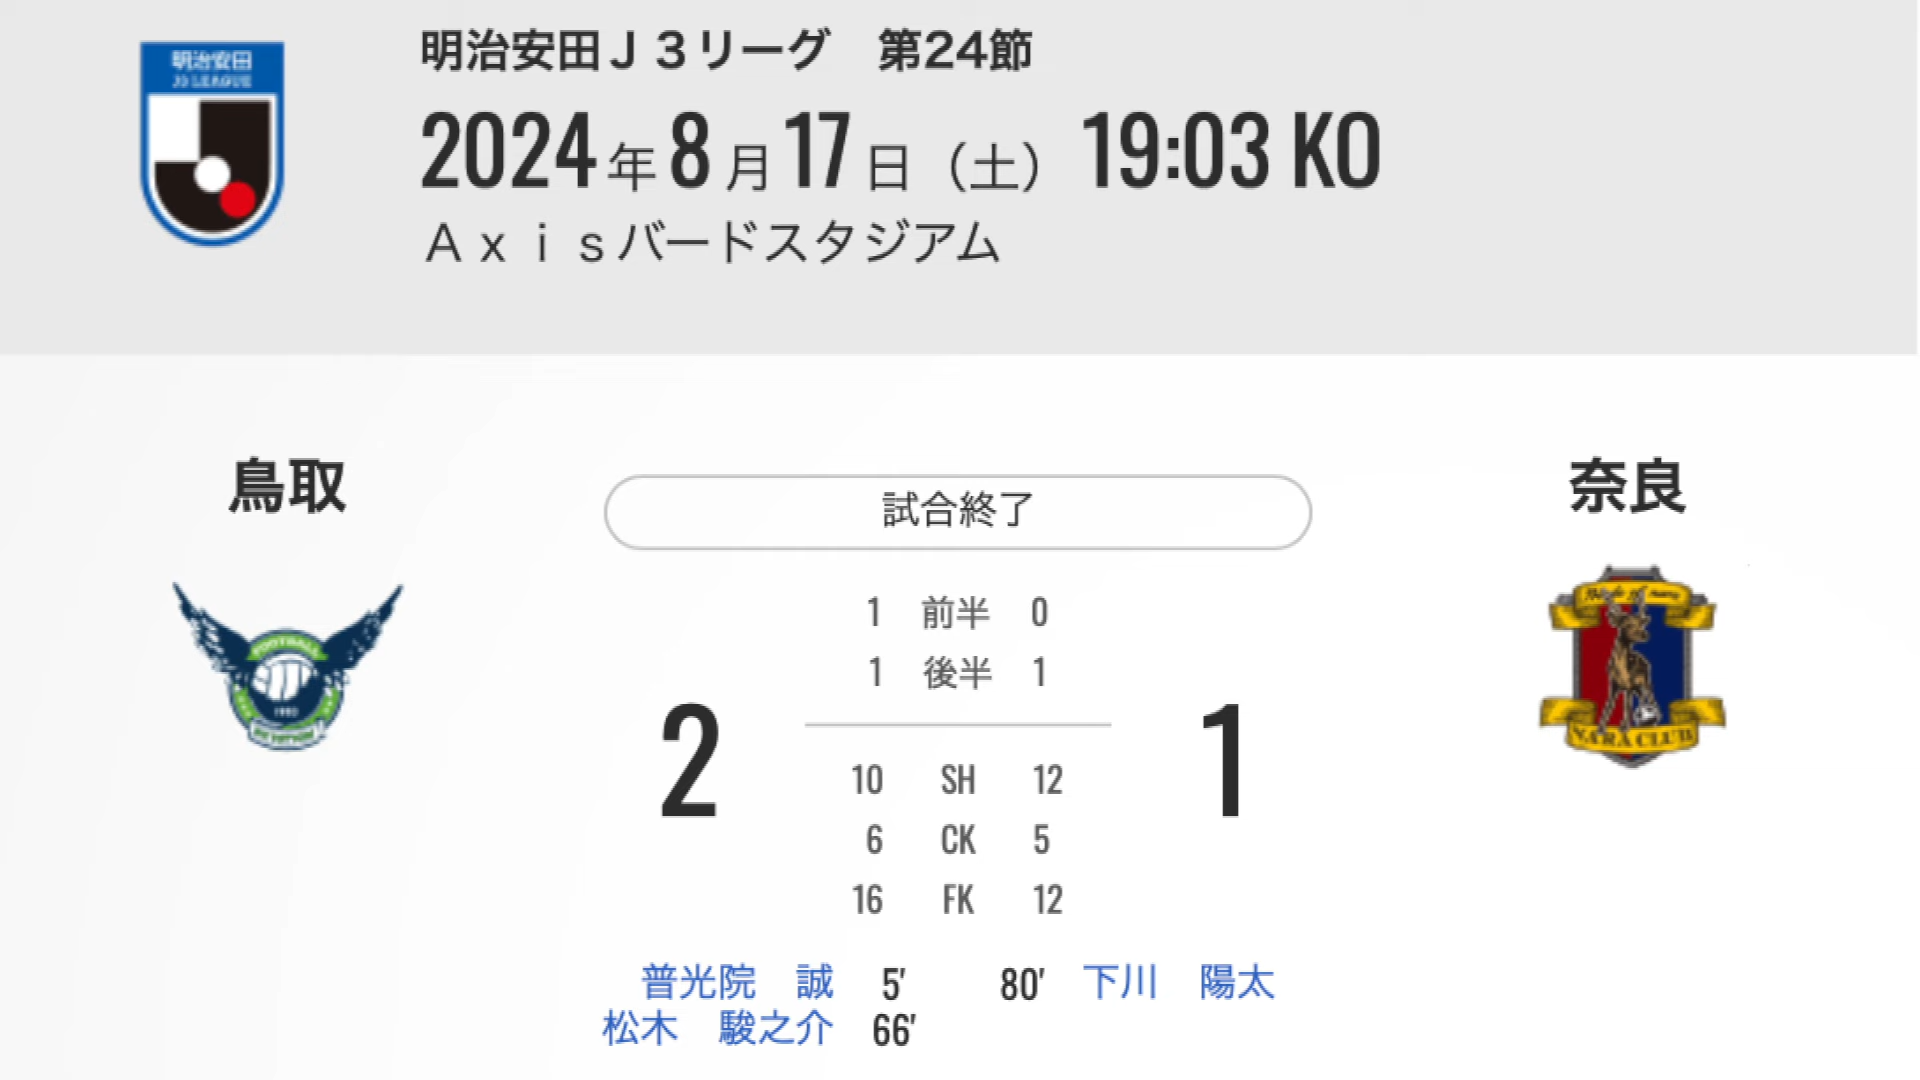 明治安田
J3 LEAGUE
明治安田Ｊ３リーグ　第24節
2024年8月17日（土）19:03 KO
Ａｘｉｓバードスタジアム
鳥取
試合終了
奈良
FOOTBALL
1 前半 0
1 後半 1
2
1
NARA CLUB
10 SH 12
6 CK 5
16 FK 12
普光院　誠 5' 80' 下川　陽太
松木　駿之介 66'